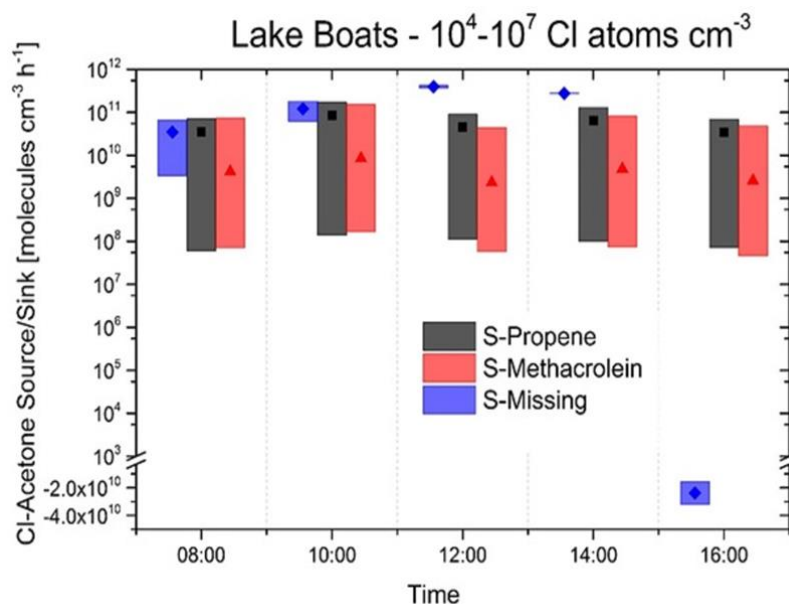 Lake Boats - 10⁴-10⁷ Cl atoms cm⁻³
Cl-Acetone Source/Sink [molecules cm⁻³ h⁻¹]
10¹²
10¹¹
10¹⁰
10⁹
10⁸
10⁷
10⁶
10⁵
10⁴
10³
-2.0x10¹⁰
-4.0x10¹⁰
S-Propene
S-Methacrolein
S-Missing
08:00 10:00 12:00 14:00 16:00
Time